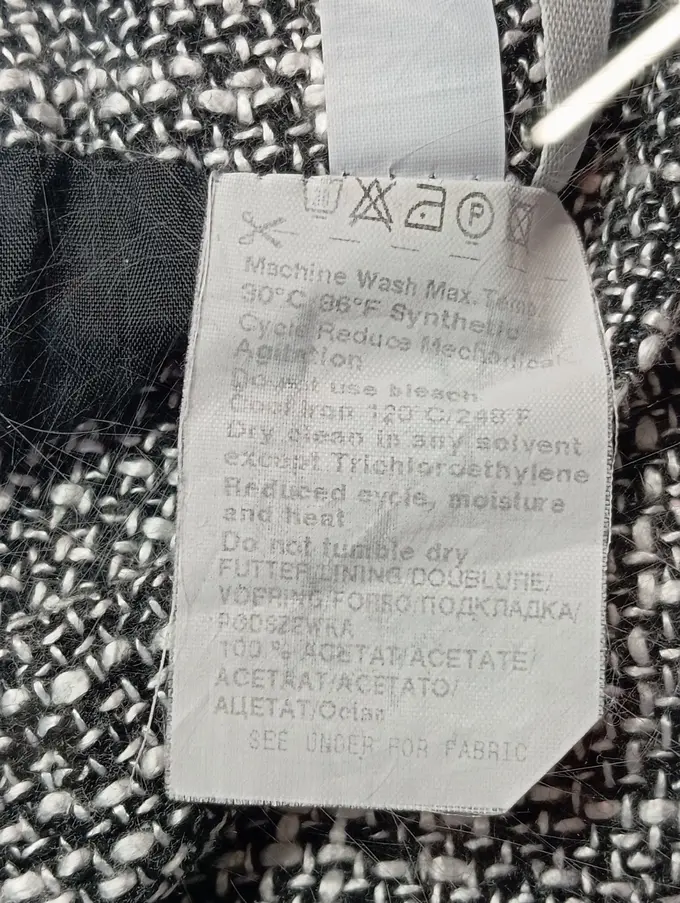 P
Machine Wash Max. Temp.
30°C 86°F Synthetic
Cycle Reduce Mechanical
Agitation
Do not use bleach
Cool Iron 120°C/248°F
Dry clean in any solvent
except Trichloroethylene
Reduced cycle, moisture
and heat
Do not tumble dry
FUTTER/LINING/DOUBLURE/
VOERING/FORRO/ПОДКЛАДКА/
PODSZEWKA
100 % ACETAT/ACETATE/
ACETAAT/ACETATO/
АЦЕТАТ/Octan
SEE UNDER FOR FABRIC